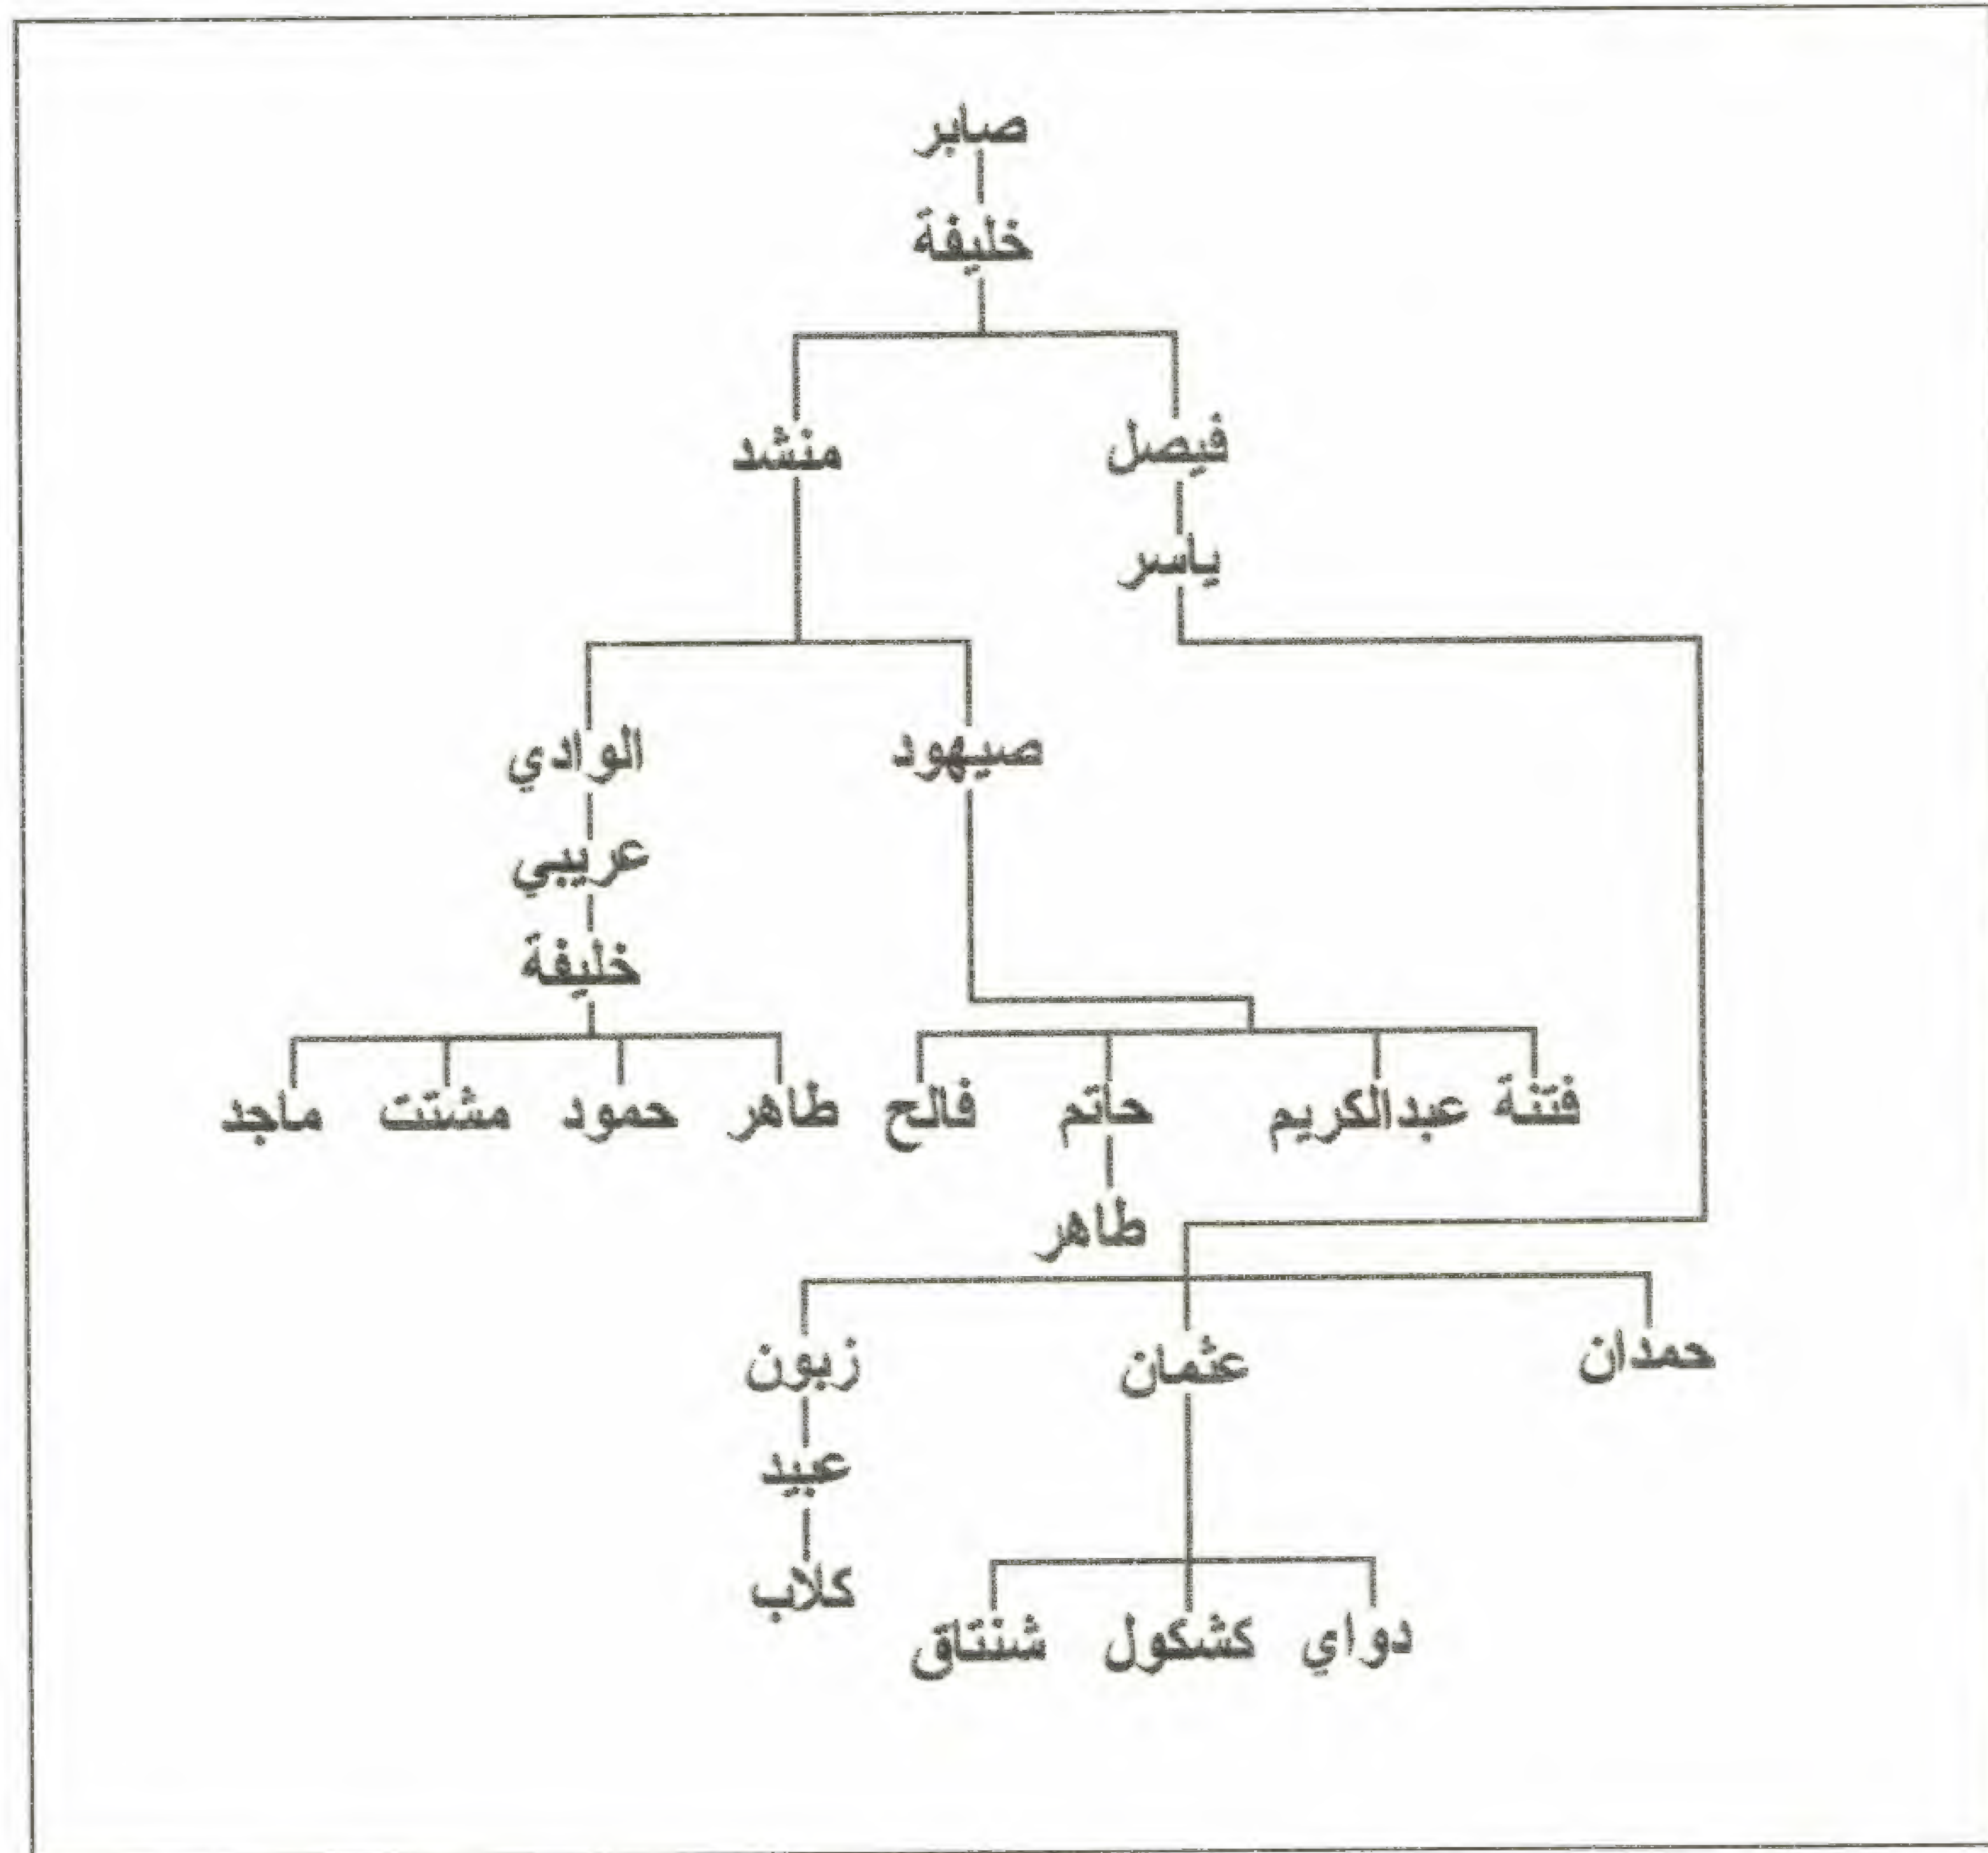 صابر
خليفة
فيصل منشد
ياسر
صيهود الوادي
عريبي
خليفة
فتنة عبدالكريم حاتم فالح طاهر حمود مشتت ماجد
طاهر
حمدان عثمان زبون
عبيد
كلاب
دواي كشكول شنتاق